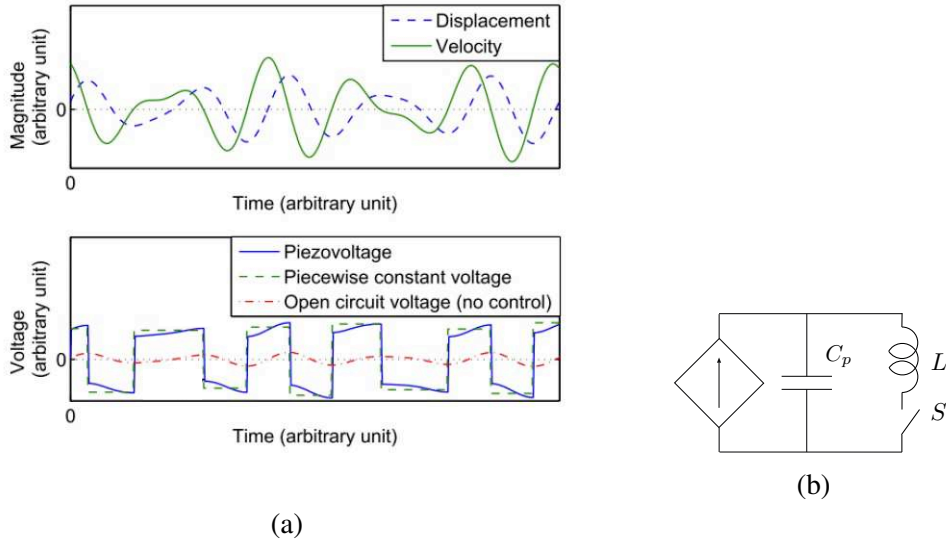 Displacement
Velocity
Magnitude
(arbitrary unit)
0
0
Time (arbitrary unit)
Piezovoltage
Piecewise constant voltage
Open circuit voltage (no control)
Voltage
(arbitrary unit)
0
0
Time (arbitrary unit)
(a)
C_p
L
S
(b)